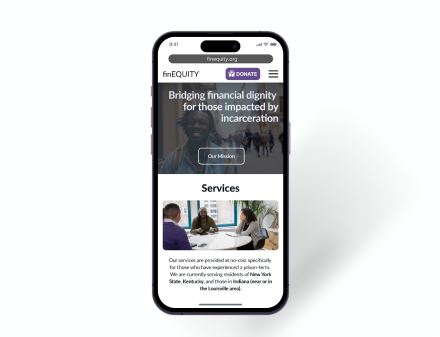 9:41
finequity.org
finEQUITY
DONATE
Bridging financial dignity
for those impacted by
incarceration
Our Mission
Services
Our services are provided at no-cost specifically
for those who have experienced a prison-term.
We are currently serving residents of New York
State, Kentucky, and those in Indiana (near or in
the Louisville area).